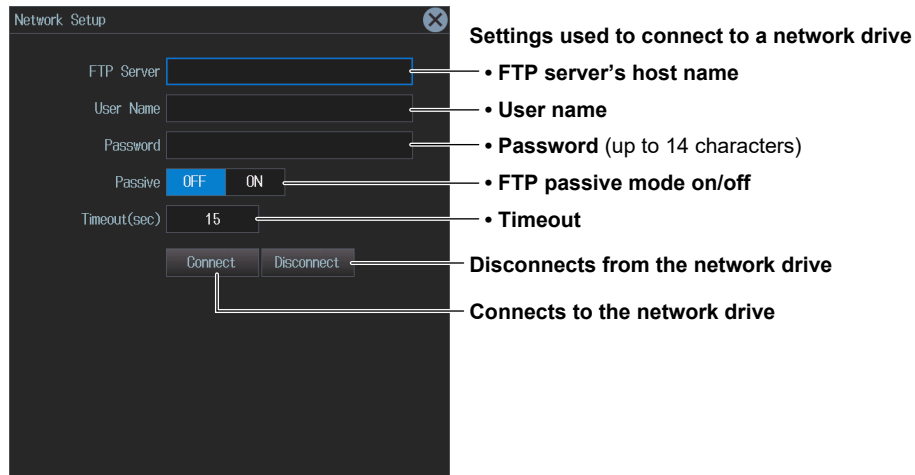 Network Setup
Settings used to connect to a network drive
FTP Server
• FTP server's host name
User Name
• User name
Password
• Password (up to 14 characters)
Passive OFF ON
• FTP passive mode on/off
Timeout(sec) 15
• Timeout
Connect Disconnect
Disconnects from the network drive
Connects to the network drive